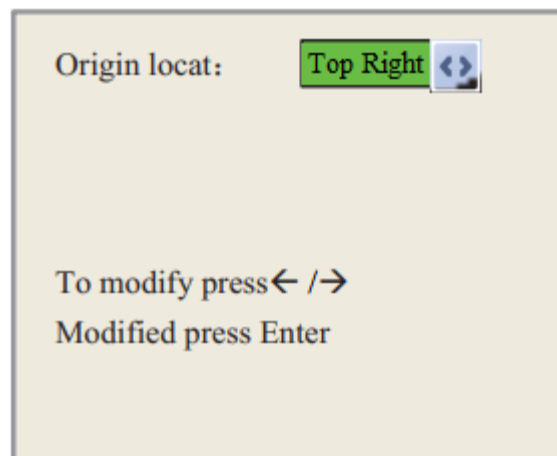 Origin locat： Top Right
To modify press← /→
Modified press Enter